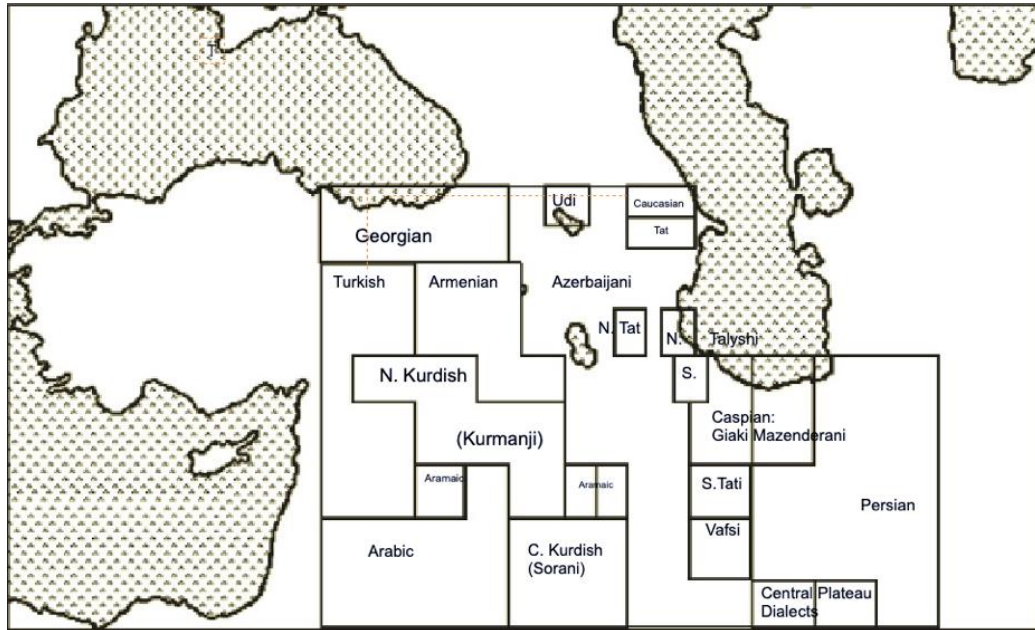 T
Udi
Caucasian
Tat
Georgian
Turkish
Armenian
Azerbaijani
N. Tat
N.
Talyshi
N. Kurdish
S.
Caspian:
Giaki Mazenderani
(Kurmanji)
Aramaic
Aramaic
S.Tati
Persian
Vafsi
Arabic
C. Kurdish
(Sorani)
Central Plateau
Dialects